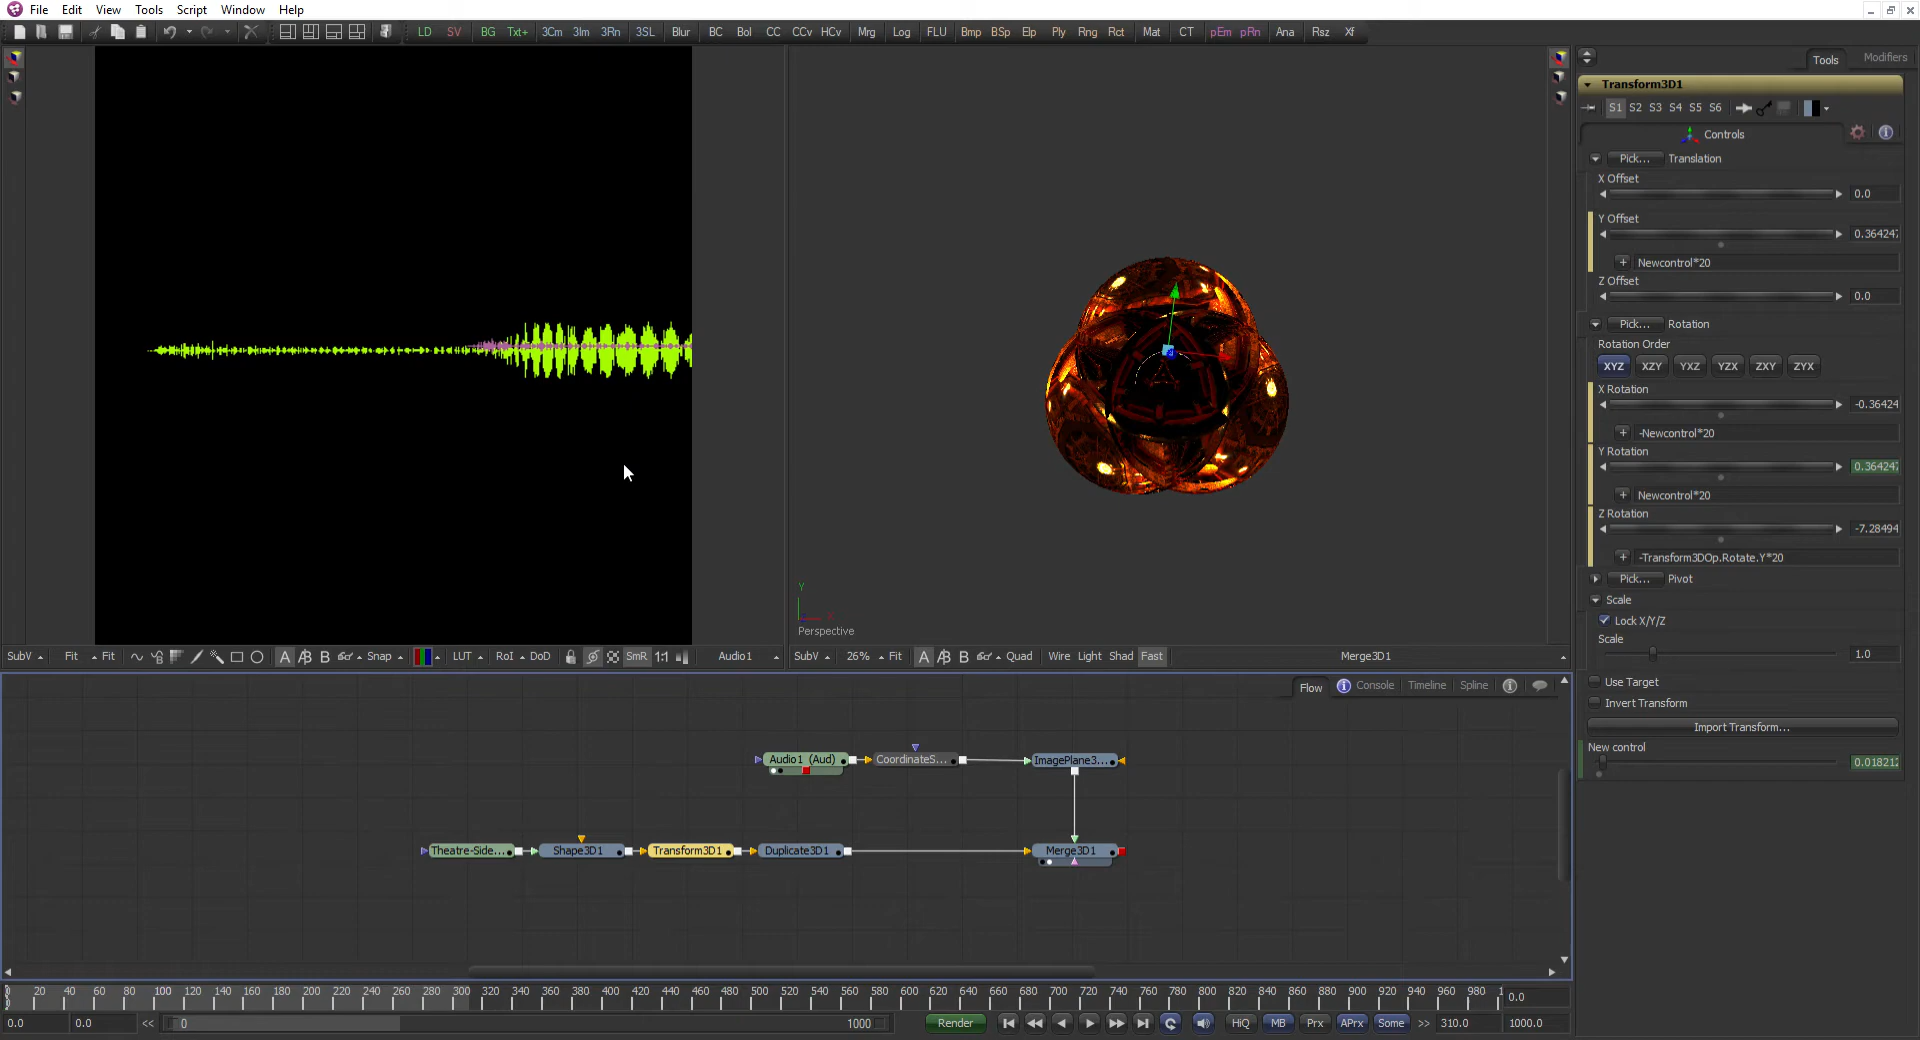 File Edit View Tools Script Window Help
LD SV BG Txt+ 3Cm 3Im 3Rn 3SL Blur BC Bol CC CCv HCv Mrg Log FLU Bmp BSp Elp Ply Rng Rct Mat CT pEm pRn Ana Rsz Xf
Tools Modifiers
Transform3D1
S1 S2 S3 S4 S5 S6
Controls
Pick... Translation
X Offset
0.0
Y Offset
0.364247
+ Newcontrol*20
Z Offset
0.0
Pick... Rotation
Rotation Order
XYZ XZY YXZ YZX ZXY ZYX
X Rotation
-0.36424
+ -Newcontrol*20
Y Rotation
0.364247
+ Newcontrol*20
Z Rotation
-7.28494
+ -Transform3DOp.Rotate.Y*20
Pick... Pivot
Scale
Lock X/Y/Z
Scale
1.0
Use Target
Invert Transform
Import Transform...
New control
0.018212
Y
Perspective
SubV Fit Fit A B Snap LUT RoI DoD SmR 1:1 Audio1
SubV 26% Fit A B Quad Wire Light Shad Fast Merge3D1
Flow Console Timeline Spline
Audio1 (Aud) CoordinateS... ImagePlane3...
Theatre-Side... Shape3D1 Transform3D1 Duplicate3D1 Merge3D1
0 20 40 60 80 100 120 140 160 180 200 220 240 260 280 300 320 340 360 380 400 420 440 460 480 500 520 540 560 580 600 620 640 660 680 700 720 740 760 780 800 820 840 860 880 900 920 940 960 980 0.0
0.0 0.0 << 0 1000 Render HiQ MB Prx APrx Some >> 310.0 1000.0